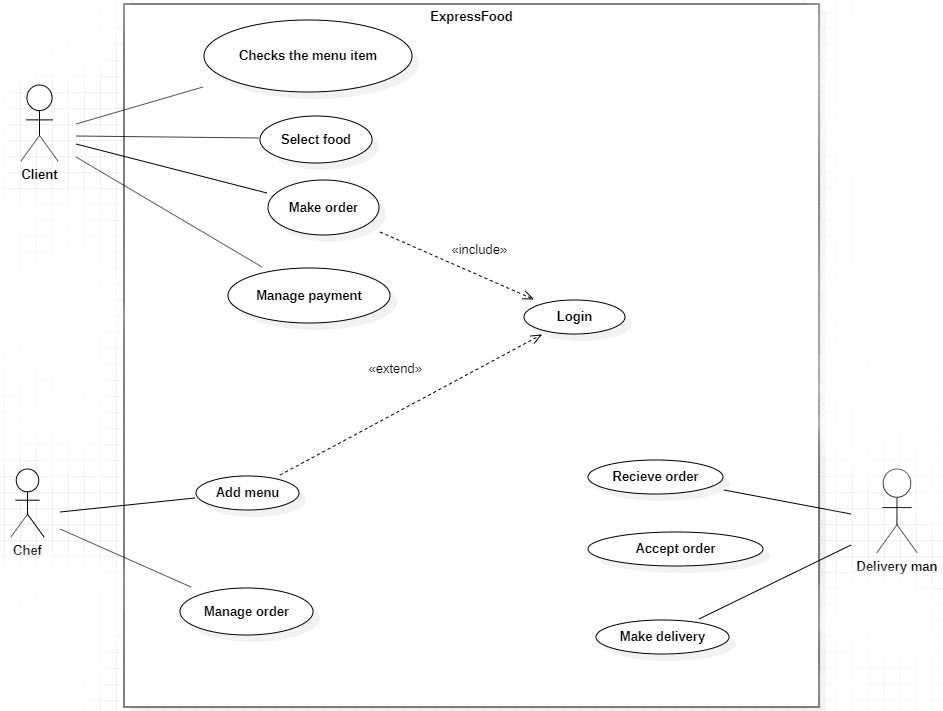 ExpressFood
Checks the menu item
Select food
Client
Make order
«include»
Manage payment
Login
«extend»
Add menu
Recieve order
Chef
Accept order
Delivery man
Manage order
Make delivery